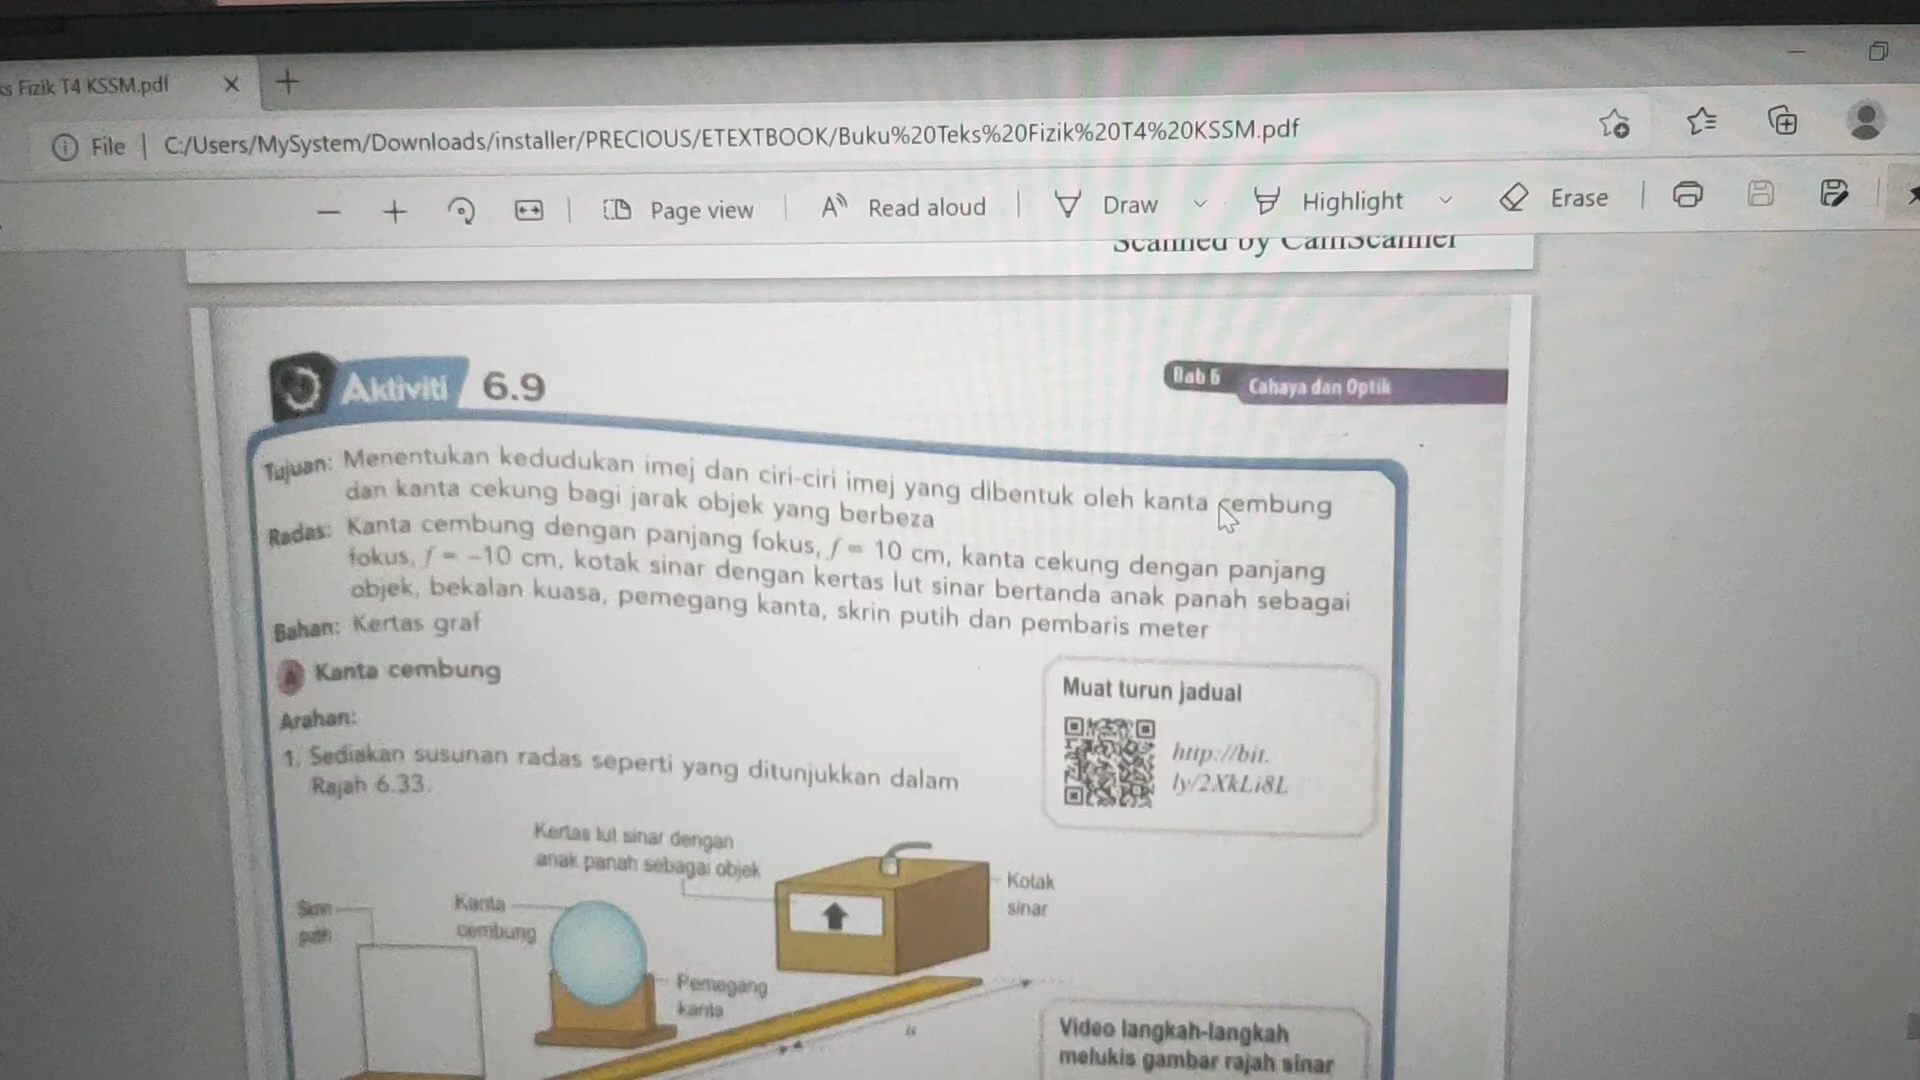 ks Fizik T4 KSSM.pdf
File | C:/Users/MySystem/Downloads/installer/PRECIOUS/ETEXTBOOK/Buku%20Teks%20Fizik%20T4%20KSSM.pdf
Page view
Read aloud
Draw
Highlight
Erase
Scanned by CamScanner
Aktiviti 6.9
Bab 6 Cahaya dan Optik
Tujuan: Menentukan kedudukan imej dan ciri-ciri imej yang dibentuk oleh kanta cembung
dan kanta cekung bagi jarak objek yang berbeza
Radas: Kanta cembung dengan panjang fokus, f = 10 cm, kanta cekung dengan panjang
fokus, f = –10 cm, kotak sinar dengan kertas lut sinar bertanda anak panah sebagai
objek, bekalan kuasa, pemegang kanta, skrin putih dan pembaris meter
Bahan: Kertas graf
A Kanta cembung
Arahan:
1. Sediakan susunan radas seperti yang ditunjukkan dalam
Rajah 6.33.
Muat turun jadual
http://bit.
ly/2XkLi8L
Kertas lut sinar dengan
anak panah sebagai objek
Kotak
sinar
Skrin
putih
Kanta
cembung
Pemegang
kanta
u
Video langkah-langkah
melukis gambar rajah sinar